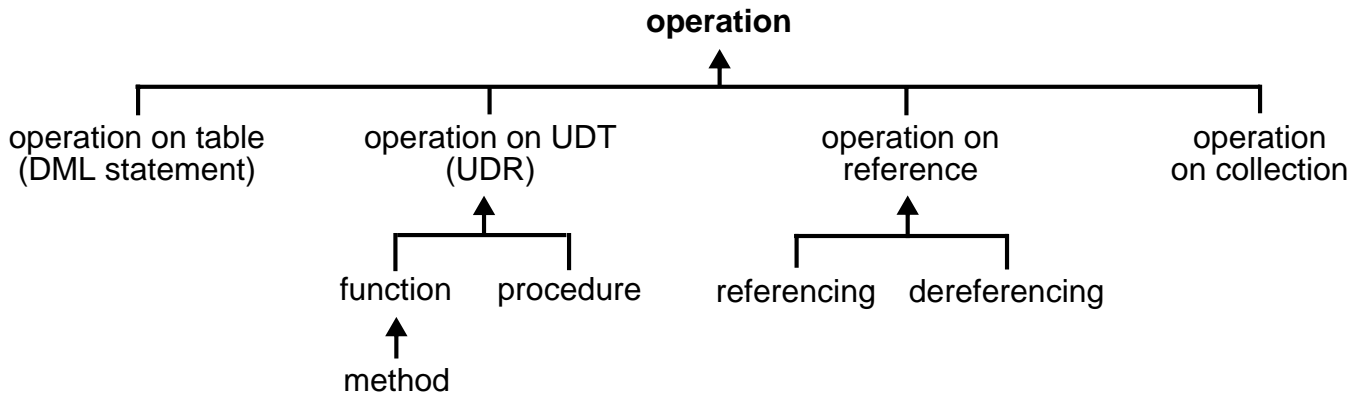 operation
operation on table
(DML statement)
operation on UDT
(UDR)
operation on
reference
operation
on collection
function
procedure
referencing
dereferencing
method